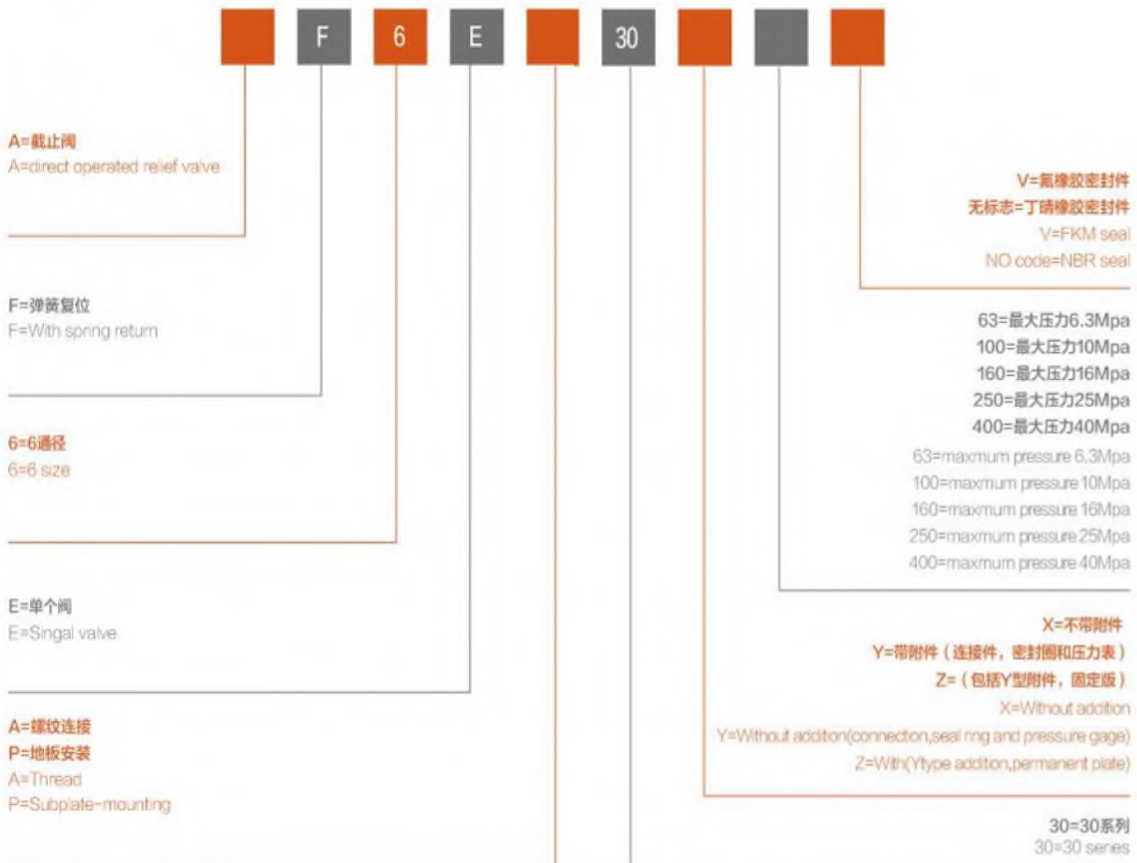 F 6 E 30
A=截止阀
A=direct operated relief valve
F=弹簧复位
F=With spring return
6=6通径
6=6 size
E=单个阀
E=Singal valve
A=螺纹连接
P=地板安装
A=Thread
P=Subplate-mounting
V=氟橡胶密封件
无标志=丁晴橡胶密封件
V=FKM seal
NO code=NBR seal
63=最大压力6.3Mpa
100=最大压力10Mpa
160=最大压力16Mpa
250=最大压力25Mpa
400=最大压力40Mpa
63=maxmum pressure 6.3Mpa
100=maxmum pressure 10Mpa
160=maxmum pressure 16Mpa
250=maxmum pressure 25Mpa
400=maxmum pressure 40Mpa
X=不带附件
Y=带附件（连接件，密封圈和压力表）
Z=（包括Y型附件，固定版）
X=Without addition
Y=Without addition(connection,seal ring and pressure gage)
Z=With(Ytype addition,permanent plate)
30=30系列
30=30 series